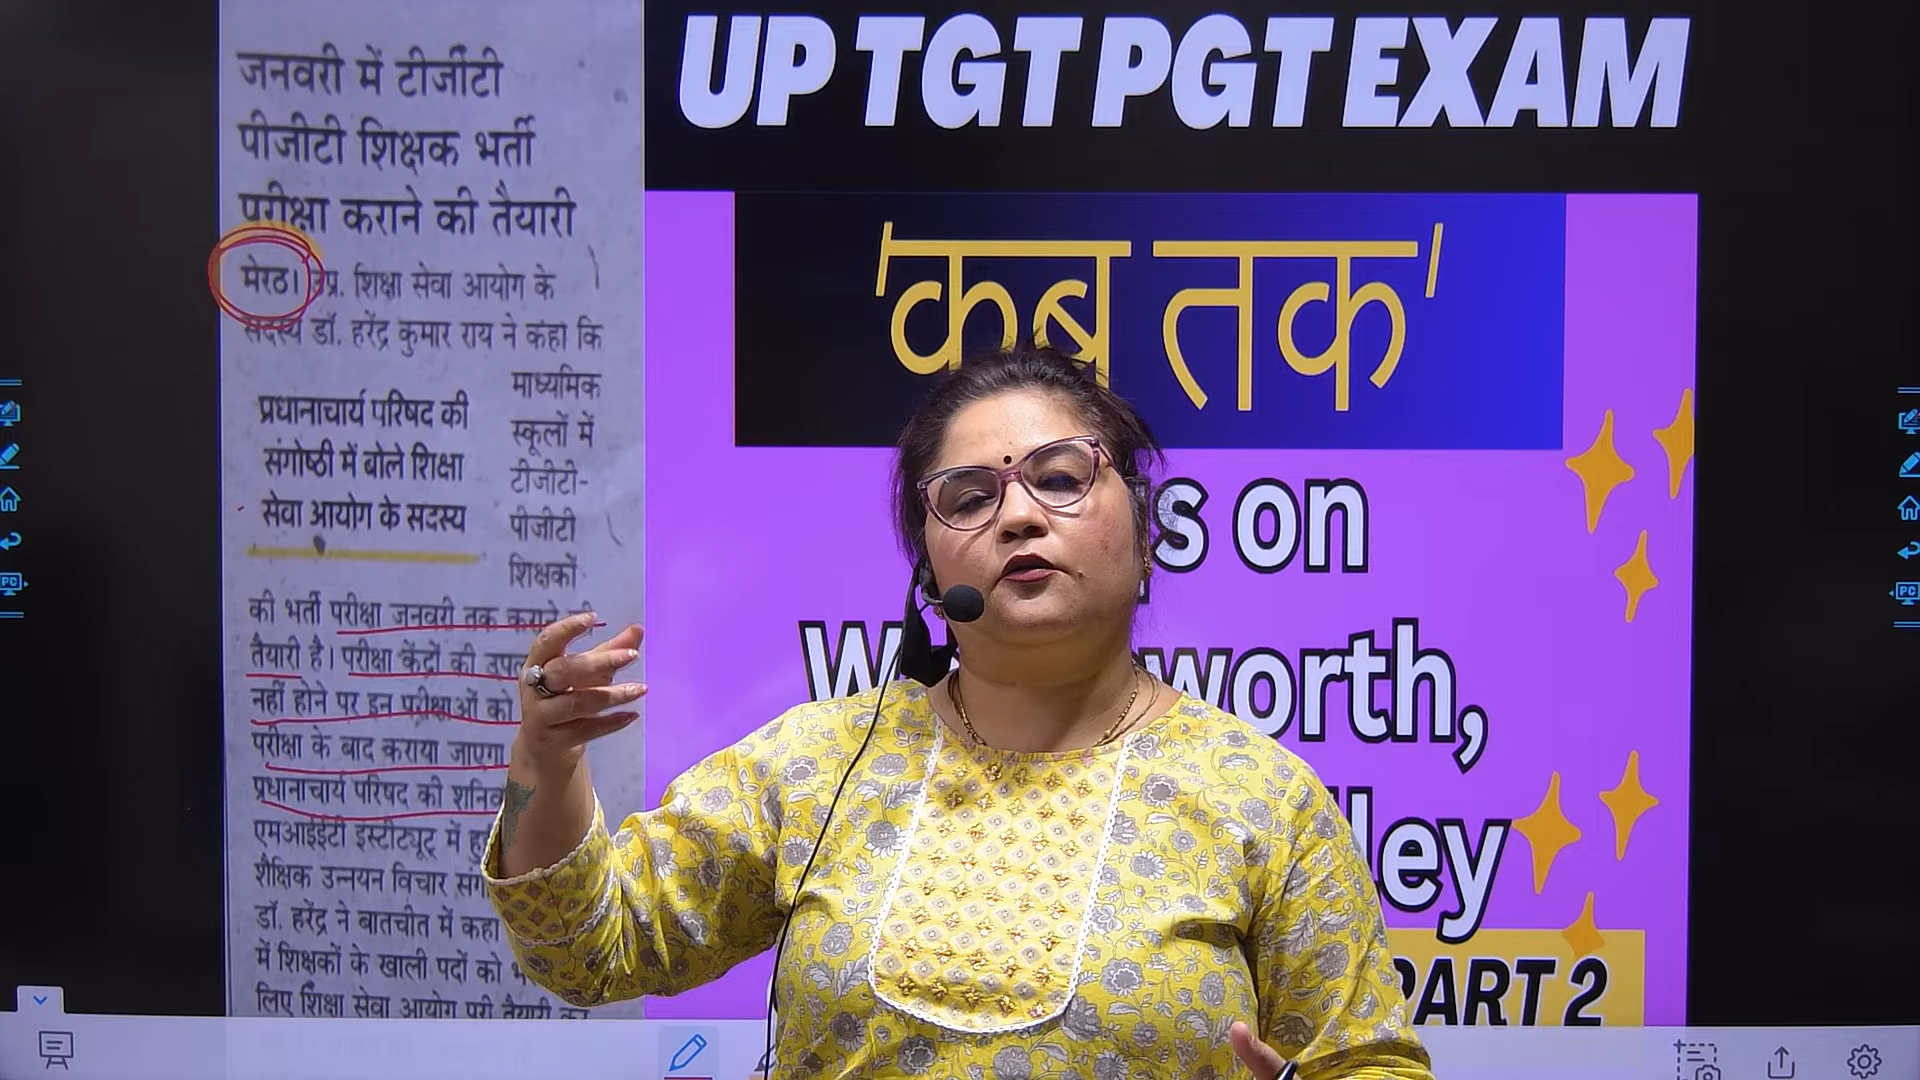 जनवरी में टीजीटी
पीजीटी शिक्षक भर्ती
परीक्षा कराने की तैयारी
मेरठ। उप्र. शिक्षा सेवा आयोग के
सदस्य डॉ. हरेंद्र कुमार राय ने कहा कि
प्रधानाचार्य परिषद की
संगोष्ठी में बोले शिक्षा
सेवा आयोग के सदस्य
माध्यमिक
स्कूलों में
टीजीटी-
पीजीटी
शिक्षकों
की भर्ती परीक्षा जनवरी तक कराने की
तैयारी है। परीक्षा केंद्रों की
नहीं होने पर इन परीक्षाओं को
परीक्षा के बाद कराया जाएगा
प्रधानाचार्य परिषद की
एमआईईटी इंस्टीट्यूट में
शैक्षिक उन्नयन विचार
डॉ. हरेंद्र ने बातचीत में कहा
में शिक्षकों के खाली पदों को
लिए शिक्षा सेवा आयोग पूरी तैयारी
UP TGT PGT EXAM
'कब तक'
on
PART 2
PC
PC